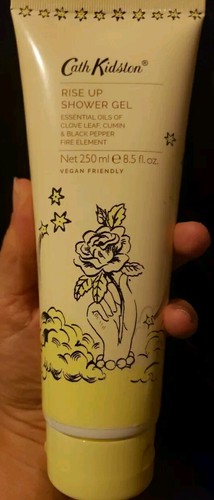 Cath Kidston®
RISE UP
SHOWER GEL
ESSENTIAL OILS OF
CLOVE LEAF, CUMIN
& BLACK PEPPER
FIRE ELEMENT
Net 250 ml ℮ 8.5 fl. oz.
VEGAN FRIENDLY